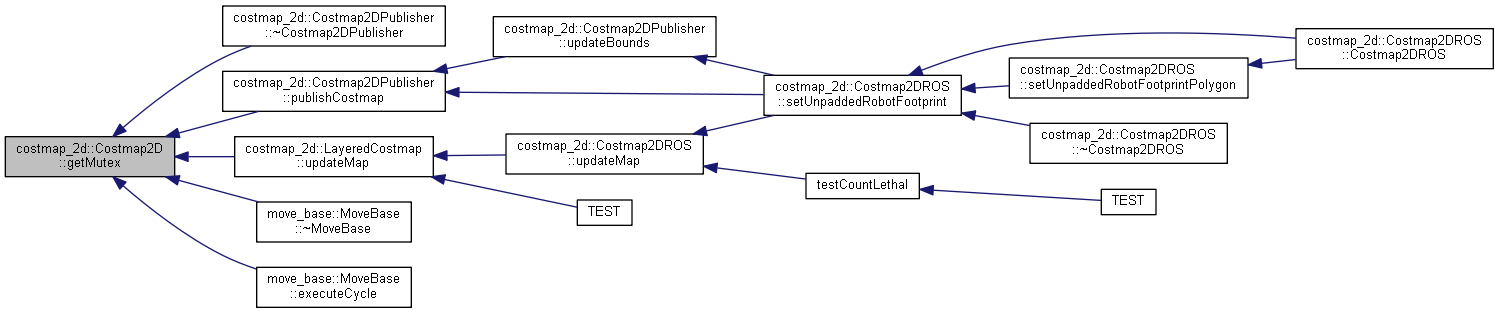 costmap_2d::Costmap2D
::getMutex
costmap_2d::Costmap2DPublisher
::~Costmap2DPublisher
costmap_2d::Costmap2DPublisher
::publishCostmap
costmap_2d::LayeredCostmap
::updateMap
move_base::MoveBase
::~MoveBase
move_base::MoveBase
::executeCycle
costmap_2d::Costmap2DPublisher
::updateBounds
costmap_2d::Costmap2DROS
::updateMap
TEST
costmap_2d::Costmap2DROS
::setUnpaddedRobotFootprint
testCountLethal
costmap_2d::Costmap2DROS
::setUnpaddedRobotFootprintPolygon
costmap_2d::Costmap2DROS
::~Costmap2DROS
TEST
costmap_2d::Costmap2DROS
::Costmap2DROS